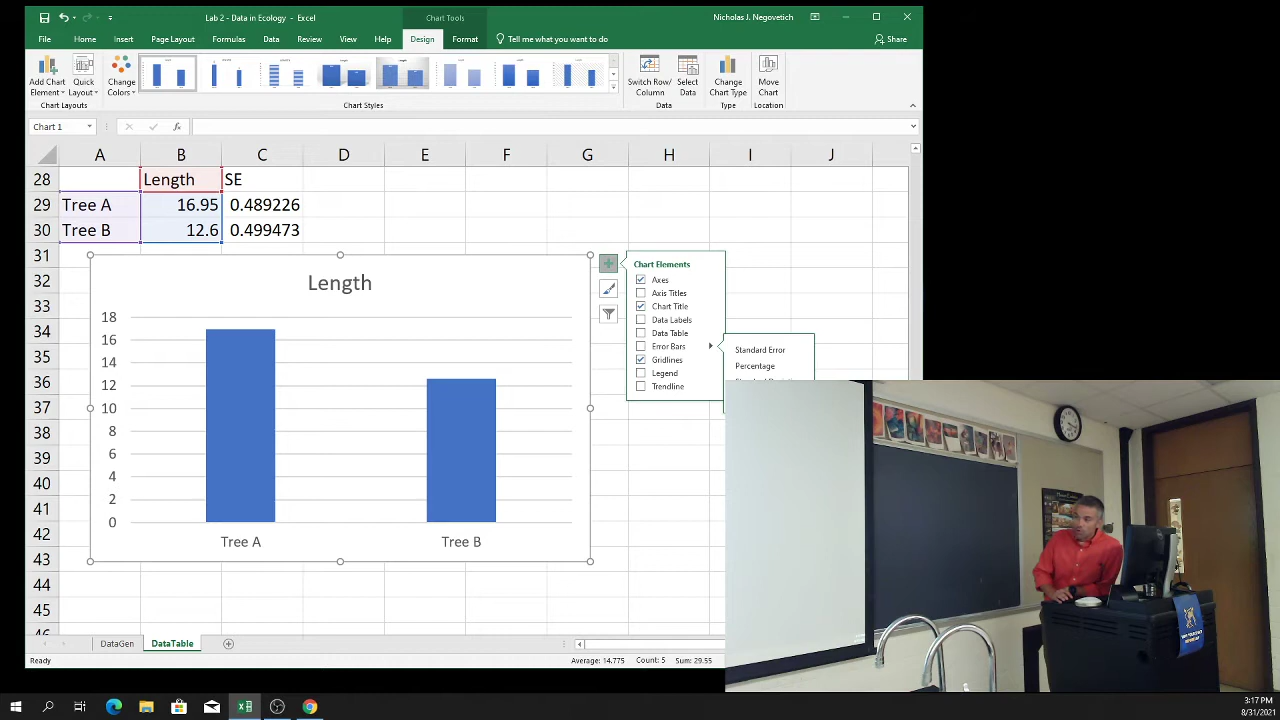 Lab 2 - Data in Ecology - Excel
Chart Tools
Nicholas J. Negovetich
File Home Insert Page Layout Formulas Data Review View Help Design Format Tell me what you want to do Share
Add Chart Element
Quick Layout
Change Colors
Switch Row/ Column
Select Data
Change Chart Type
Move Chart
Chart Layouts Chart Styles Data Type Location
Chart 1 fx
A B C D E F G H I J
28 Length SE
29 Tree A 16.95 0.489226
30 Tree B 12.6 0.499473
31
32
33
34
35
36
37
38
39
40
41
42
43
44
45
46
Length
18
16
14
12
10
8
6
4
2
0
Tree A Tree B
Chart Elements
Axes
Axis Titles
Chart Title
Data Labels
Data Table
Error Bars
Gridlines
Legend
Trendline
Standard Error
Percentage
DataGen DataTable
Ready Average: 14.775 Count: 5 Sum: 29.55
3:17 PM
8/31/2021